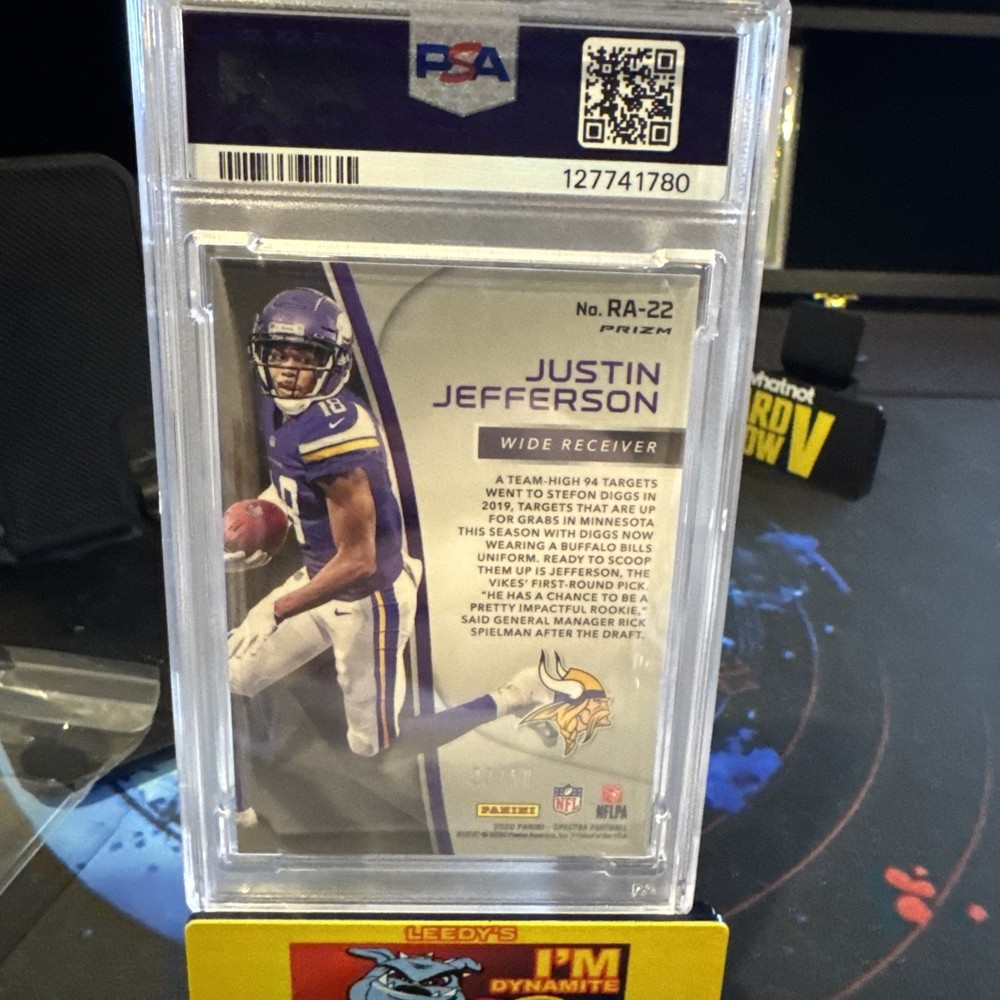 PSA
127741780
No. RA-22
PRIZM
JUSTIN
JEFFERSON
WIDE RECEIVER
A TEAM-HIGH 94 TARGETS
WENT TO STEFON DIGGS IN
2019, TARGETS THAT ARE UP
FOR GRABS IN MINNESOTA
THIS SEASON WITH DIGGS NOW
WEARING A BUFFALO BILLS
UNIFORM. READY TO SCOOP
THEM UP IS JEFFERSON, THE
VIKES' FIRST-ROUND PICK.
"HE HAS A CHANCE TO BE A
PRETTY IMPACTFUL ROOKIE,"
SAID GENERAL MANAGER RICK
SPIELMAN AFTER THE DRAFT.
18
PANINI
NFL
NFLPA
2020 PANINI - SPECTRA FOOTBALL
whatnot
LEEDY'S
I'M
DYNAMITE